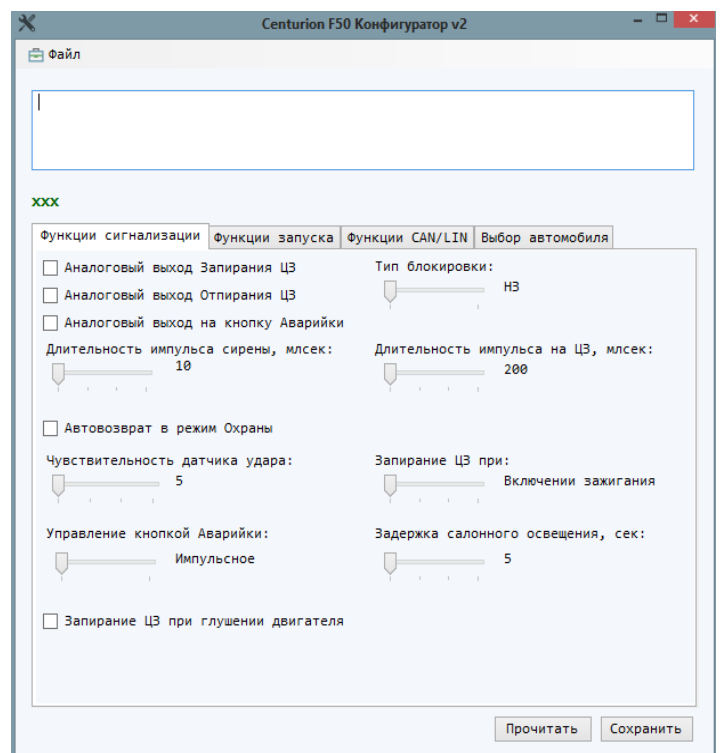 Centurion F50 Конфигуратор v2
Файл
xxx
Функции сигнализации Функции запуска Функции CAN/LIN Выбор автомобиля
Аналоговый выход Запирания ЦЗ
Тип блокировки:
НЗ
Аналоговый выход Отпирания ЦЗ
Аналоговый выход на кнопку Аварийки
Длительность импульса сирены, млсек:
10
Длительность импульса на ЦЗ, млсек:
200
Автовозврат в режим Охраны
Чувствительность датчика удара:
5
Запирание ЦЗ при:
Включении зажигания
Управление кнопкой Аварийки:
Импульсное
Задержка салонного освещения, сек:
5
Запирание ЦЗ при глушении двигателя
Прочитать Сохранить